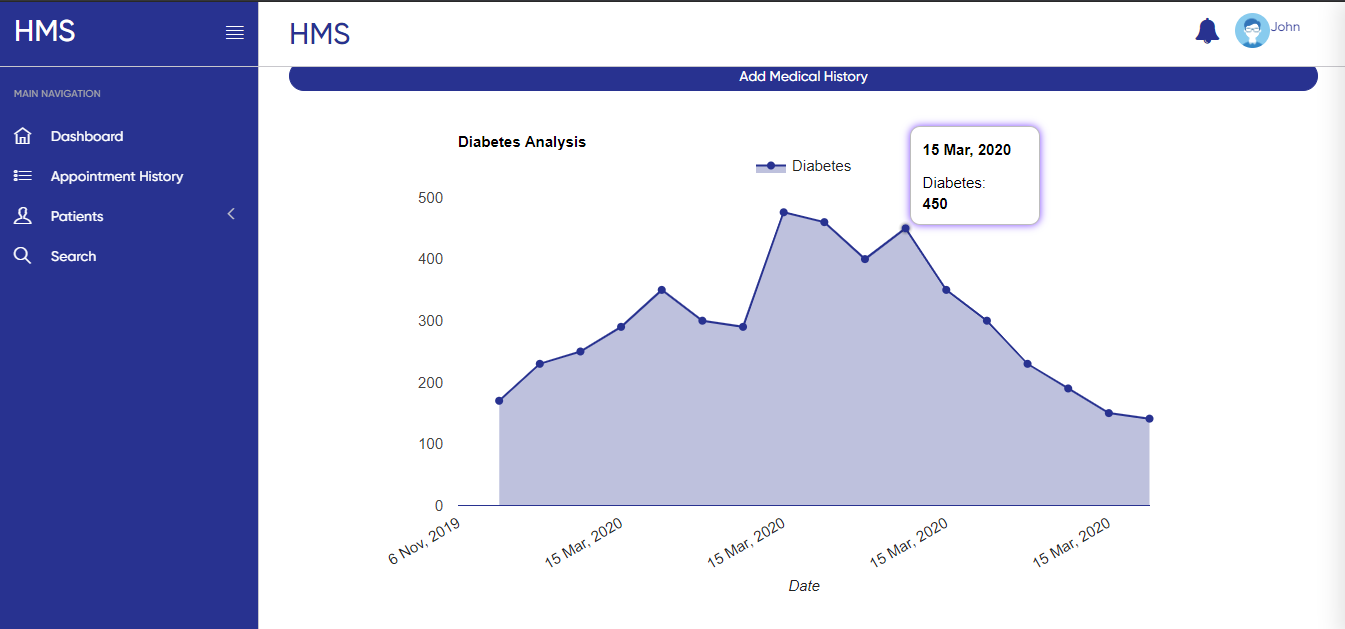 HMS
HMS
John
MAIN NAVIGATION
Dashboard
Appointment History
Patients
Search
Add Medical History
Diabetes Analysis
Diabetes
15 Mar, 2020
Diabetes:
450
500
400
300
200
100
0
6 Nov, 2019
15 Mar, 2020
15 Mar, 2020
15 Mar, 2020
15 Mar, 2020
Date